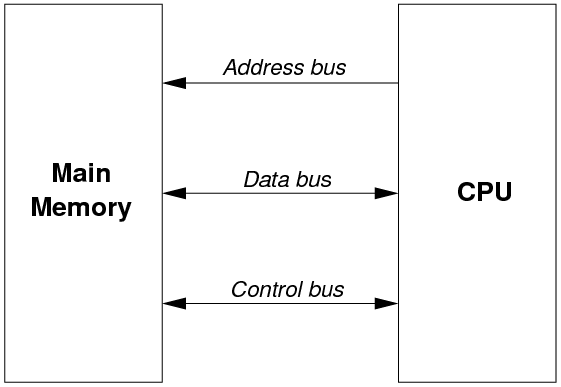 Address bus
Main
Memory
Data bus
CPU
Control bus